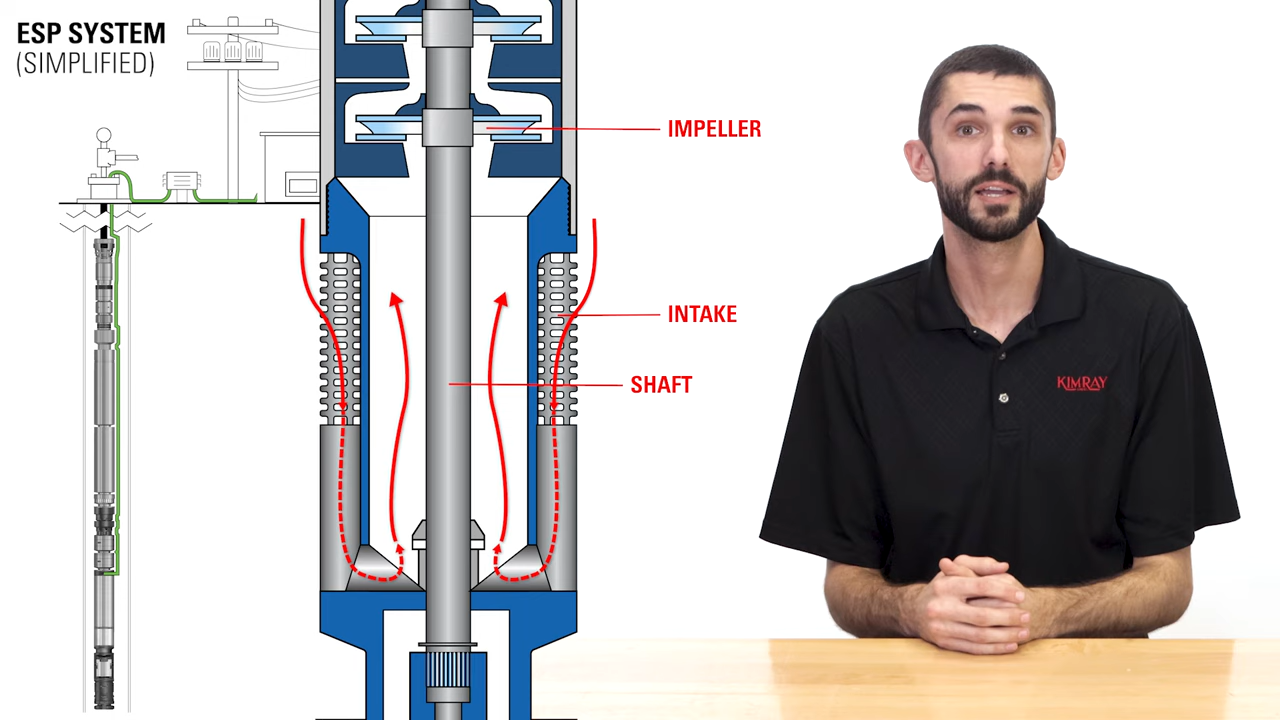 ESP SYSTEM
(SIMPLIFIED)
IMPELLER
INTAKE
SHAFT
KIMRAY